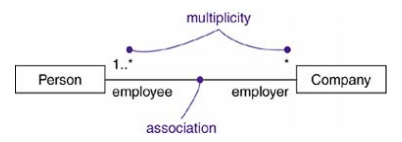 multiplicity
1..*
*
Person
Company
employee
employer
association